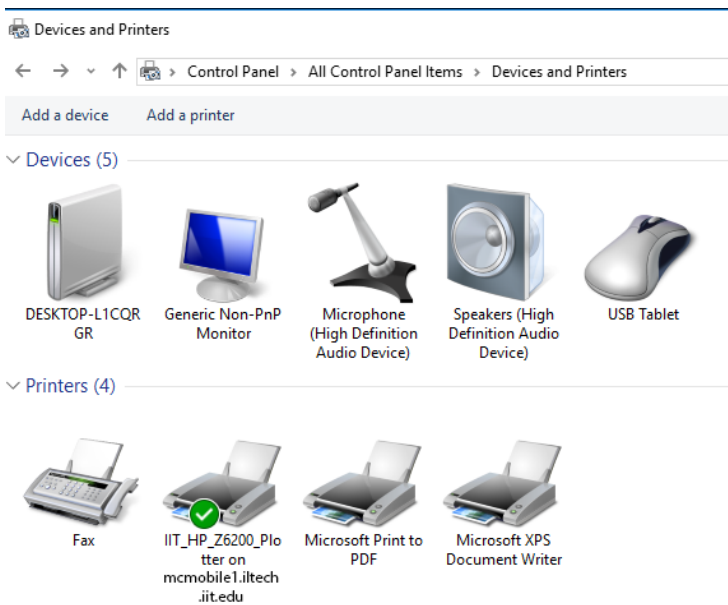 Devices and Printers
Control Panel > All Control Panel Items > Devices and Printers
Add a device Add a printer
Devices (5)
DESKTOP-L1CQR
GR
Generic Non-PnP
Monitor
Microphone
(High Definition
Audio Device)
Speakers (High
Definition Audio
Device)
USB Tablet
Printers (4)
Fax
IIT_HP_Z6200_Plo
tter on
mcmobile1.iltech
.iit.edu
Microsoft Print to
PDF
Microsoft XPS
Document Writer